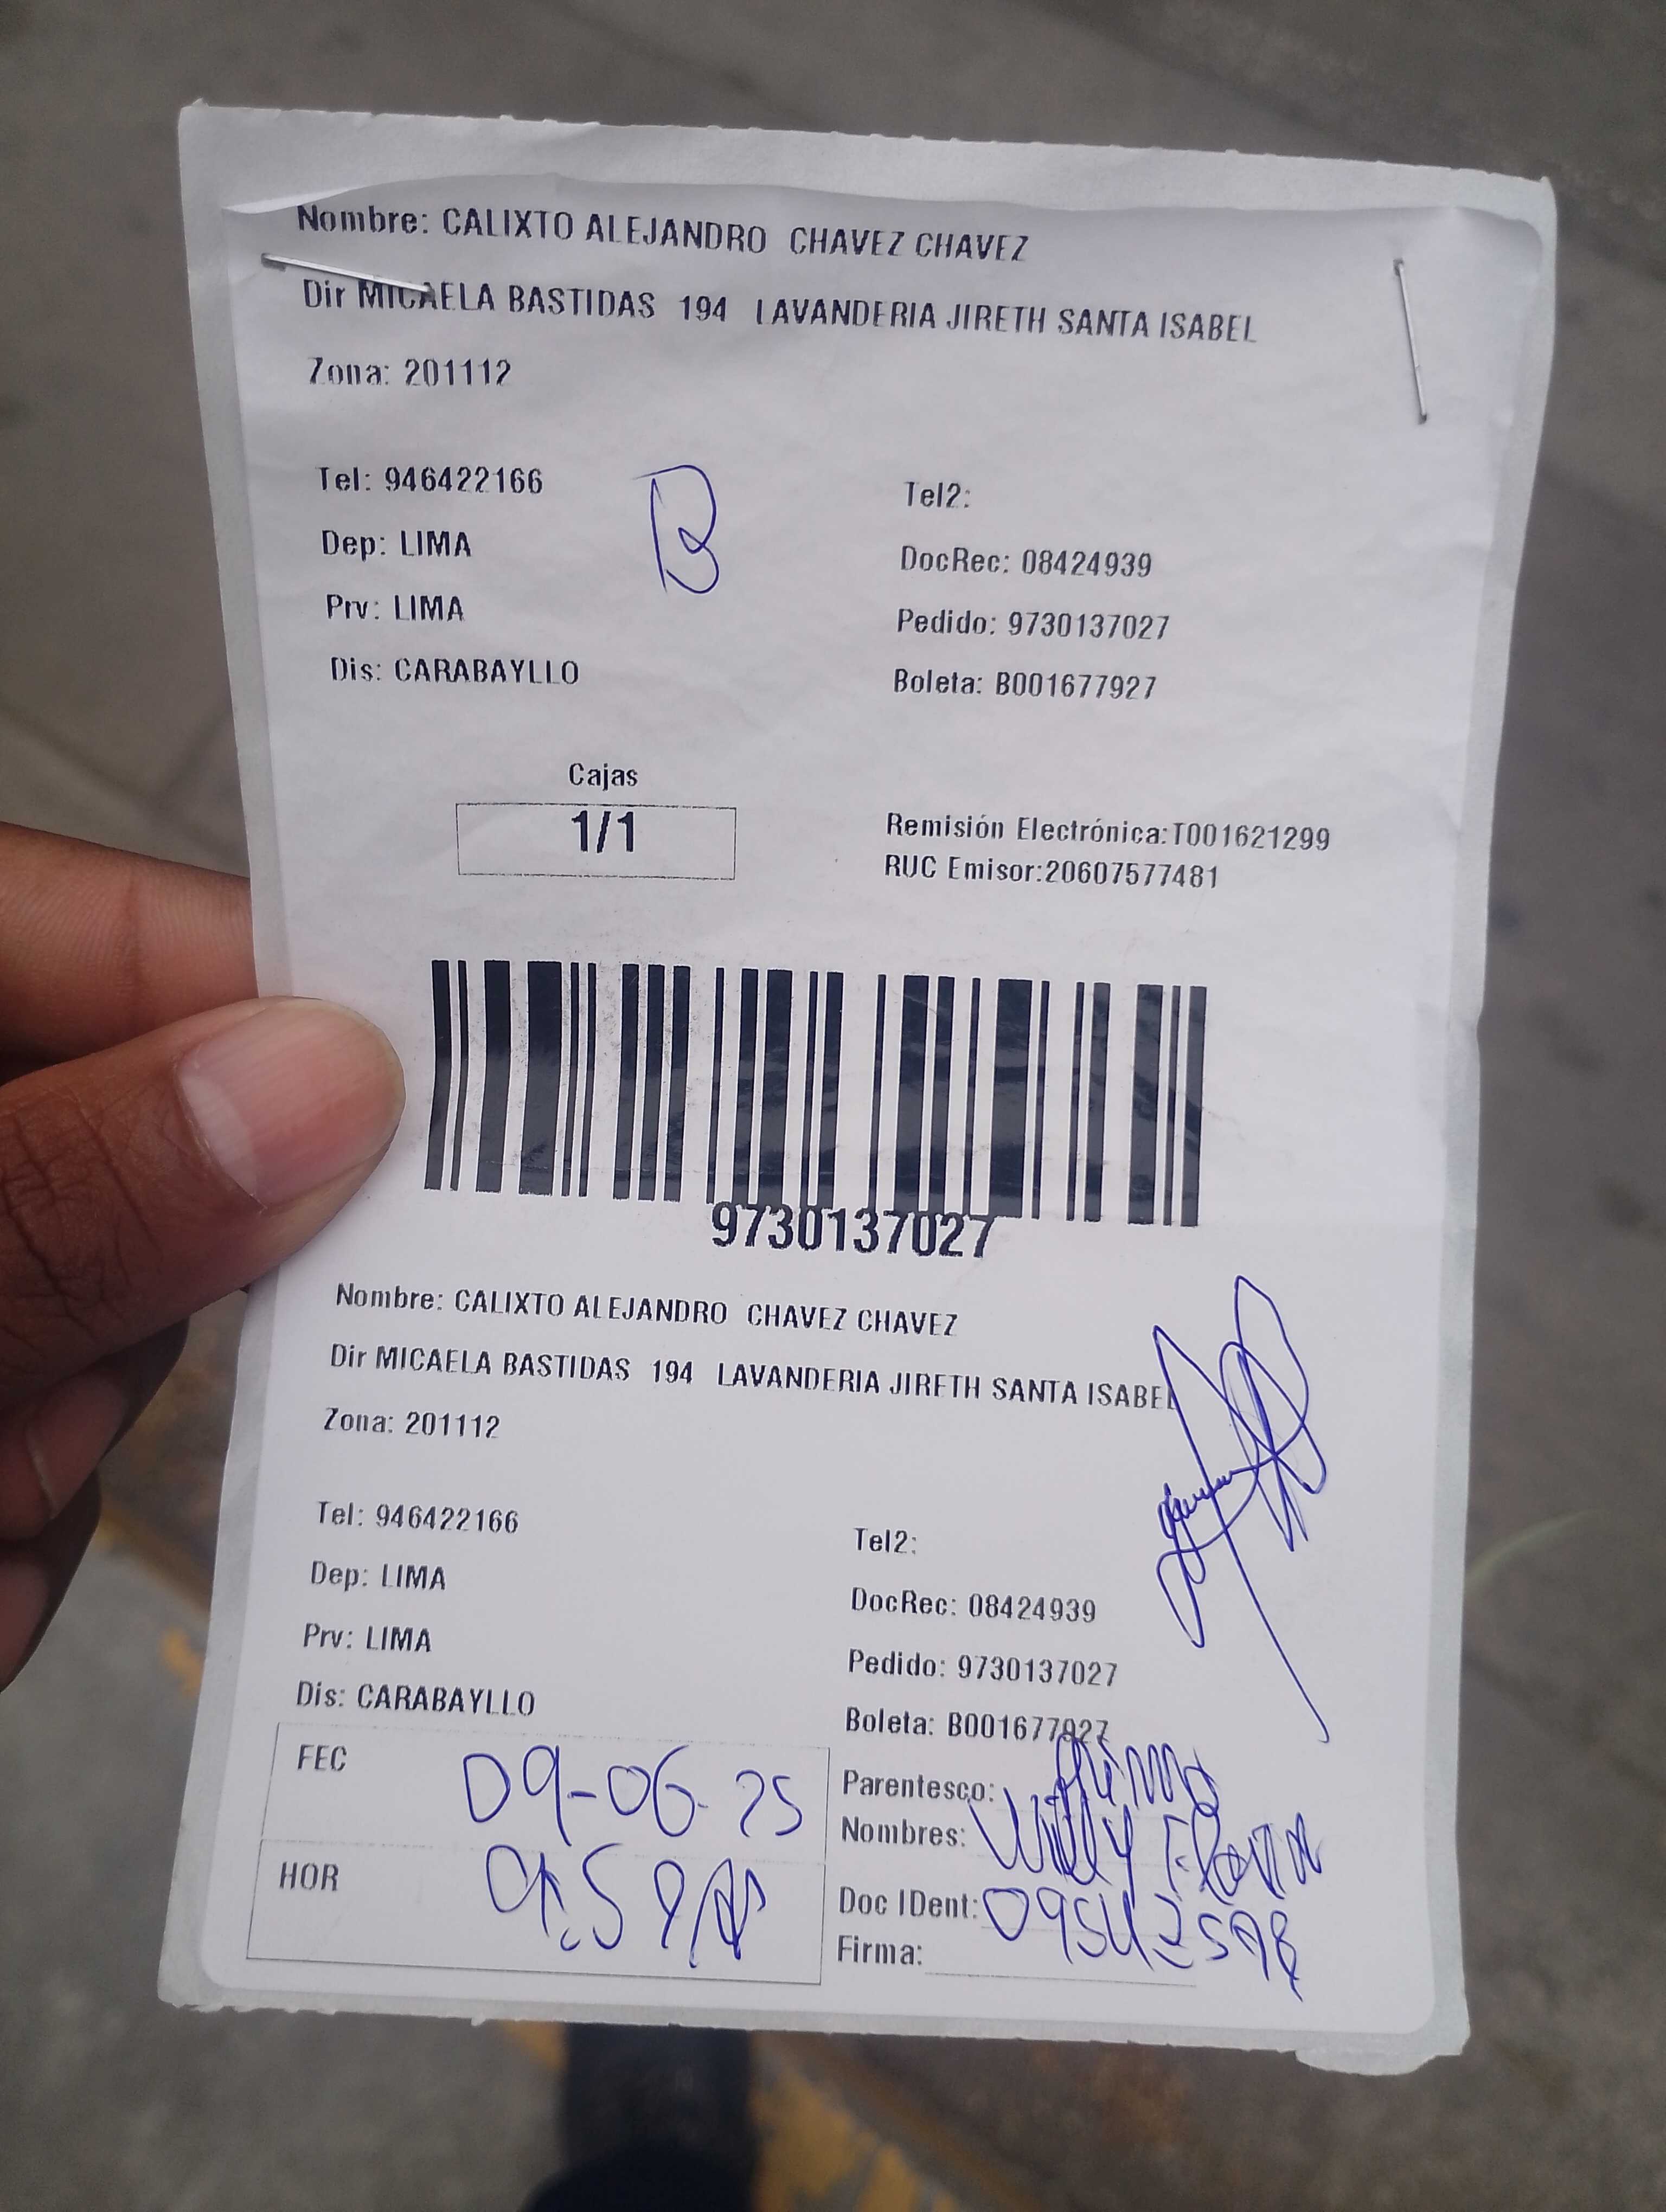 Nombre: CALIXTO ALEJANDRO CHAVEZ CHAVEZ
Dir MICAELA BASTIDAS 194 LAVANDERIA JIRETH SANTA ISABEL
Zona: 201112
Tel: 946422166
Tel2:
B
Dep: LIMA
DocRec: 08424939
Prv: LIMA
Pedido: 9730137027
Dis: CARABAYLLO
Boleta: B001677927
Cajas
1/1
Remisión Electrónica:T001621299
RUC Emisor:20607577481
9730137027
Nombre: CALIXTO ALEJANDRO CHAVEZ CHAVEZ
Dir MICAELA BASTIDAS 194 LAVANDERIA JIRETH SANTA ISABEL
Zona: 201112
Tel: 946422166
Tel2:
Dep: LIMA
DocRec: 08424939
Prv: LIMA
Pedido: 9730137027
Dis: CARABAYLLO
Boleta: B001677927
FEC 09-06-25
Parentesco:
Nombres: Willy
HOR
Doc IDent:
Firma: